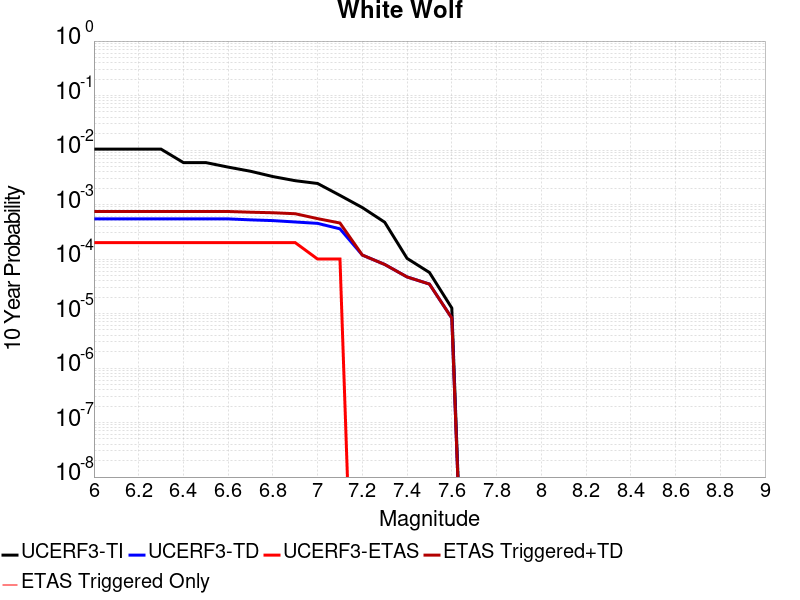 White Wolf
10 Year Probability
10^0
10^-1
10^-2
10^-3
10^-4
10^-5
10^-6
10^-7
10^-8
6 6.2 6.4 6.6 6.8 7 7.2 7.4 7.6 7.8 8 8.2 8.4 8.6 8.8 9
Magnitude
UCERF3-TI UCERF3-TD UCERF3-ETAS ETAS Triggered+TD
ETAS Triggered Only